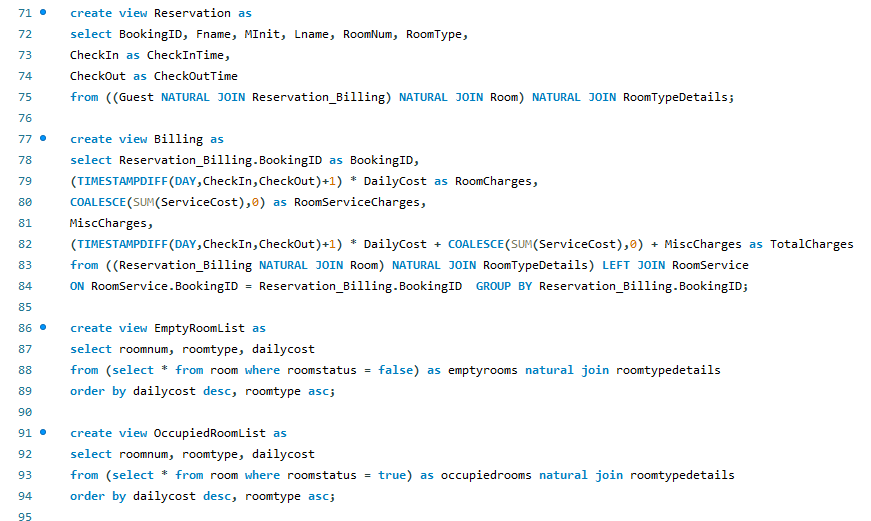 71 create view Reservation as
72 select BookingID, Fname, MInit, Lname, RoomNum, RoomType,
73 CheckIn as CheckInTime,
74 CheckOut as CheckOutTime
75 from ((Guest NATURAL JOIN Reservation_Billing) NATURAL JOIN Room) NATURAL JOIN RoomTypeDetails;
76
77 create view Billing as
78 select Reservation_Billing.BookingID as BookingID,
79 (TIMESTAMPDIFF(DAY,CheckIn,CheckOut)+1) * DailyCost as RoomCharges,
80 COALESCE(SUM(ServiceCost),0) as RoomServiceCharges,
81 MiscCharges,
82 (TIMESTAMPDIFF(DAY,CheckIn,CheckOut)+1) * DailyCost + COALESCE(SUM(ServiceCost),0) + MiscCharges as TotalCharges
83 from ((Reservation_Billing NATURAL JOIN Room) NATURAL JOIN RoomTypeDetails) LEFT JOIN RoomService
84 ON RoomService.BookingID = Reservation_Billing.BookingID  GROUP BY Reservation_Billing.BookingID;
85
86 create view EmptyRoomList as
87 select roomnum, roomtype, dailycost
88 from (select * from room where roomstatus = false) as emptyrooms natural join roomtypedetails
89 order by dailycost desc, roomtype asc;
90
91 create view OccupiedRoomList as
92 select roomnum, roomtype, dailycost
93 from (select * from room where roomstatus = true) as occupiedrooms natural join roomtypedetails
94 order by dailycost desc, roomtype asc;
95